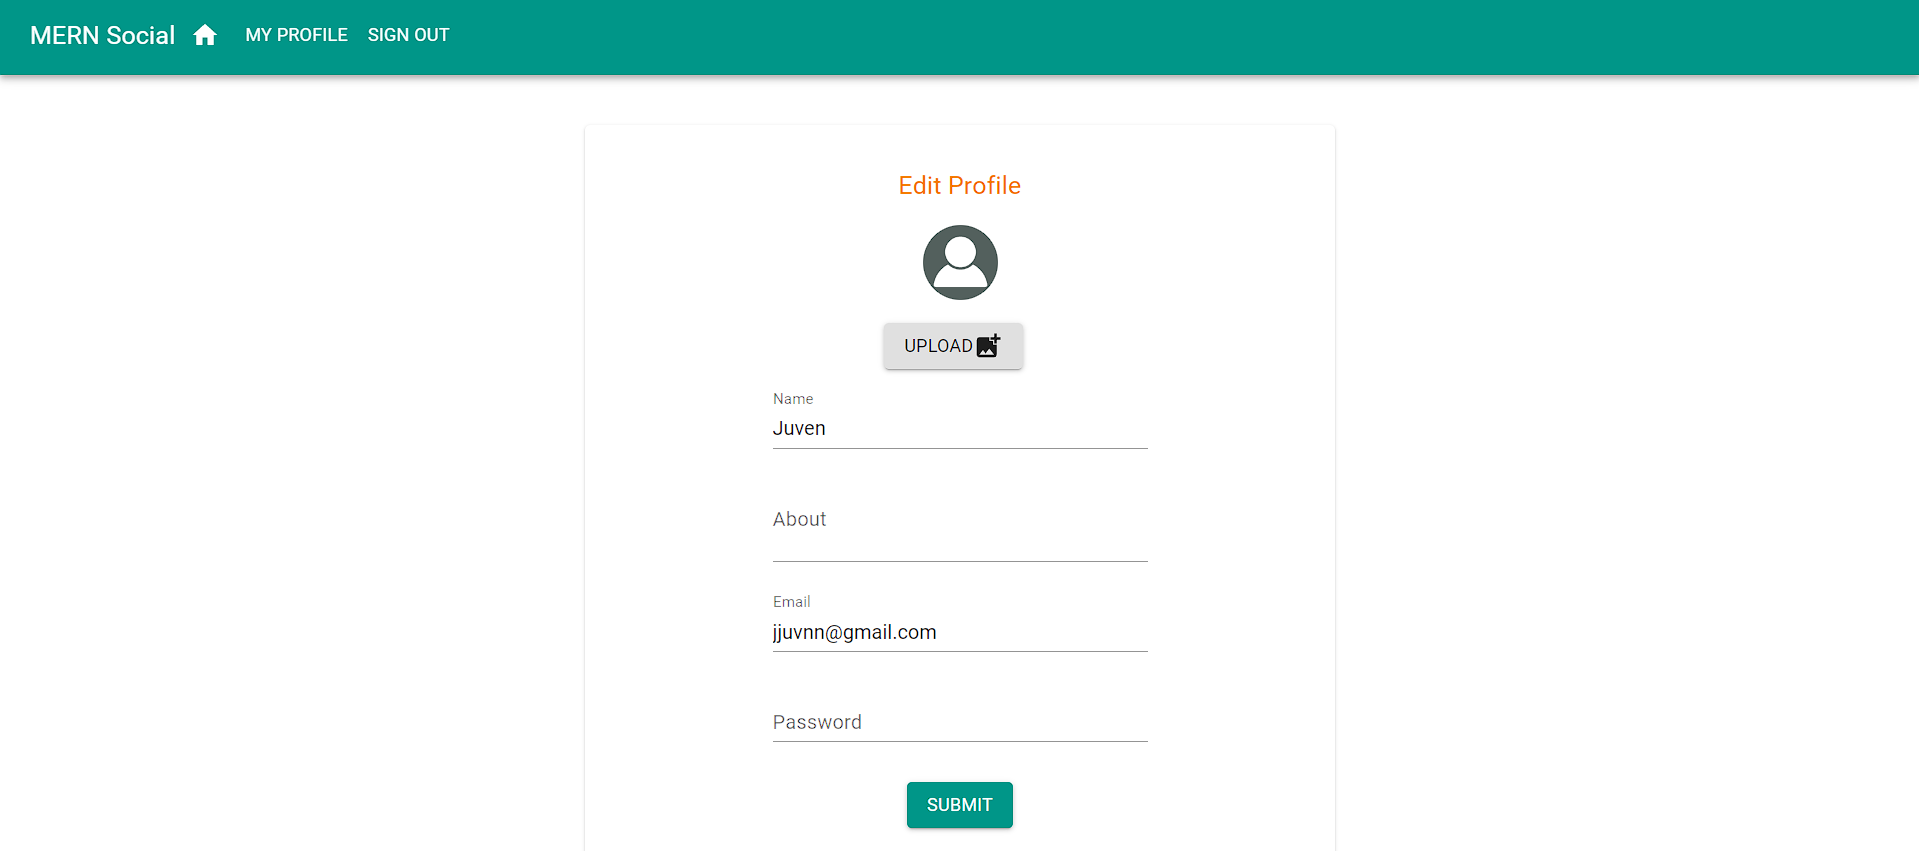 MERN Social MY PROFILE SIGN OUT
Edit Profile
UPLOAD
Name
Juven
About
Email
jjuvnn@gmail.com
Password
SUBMIT